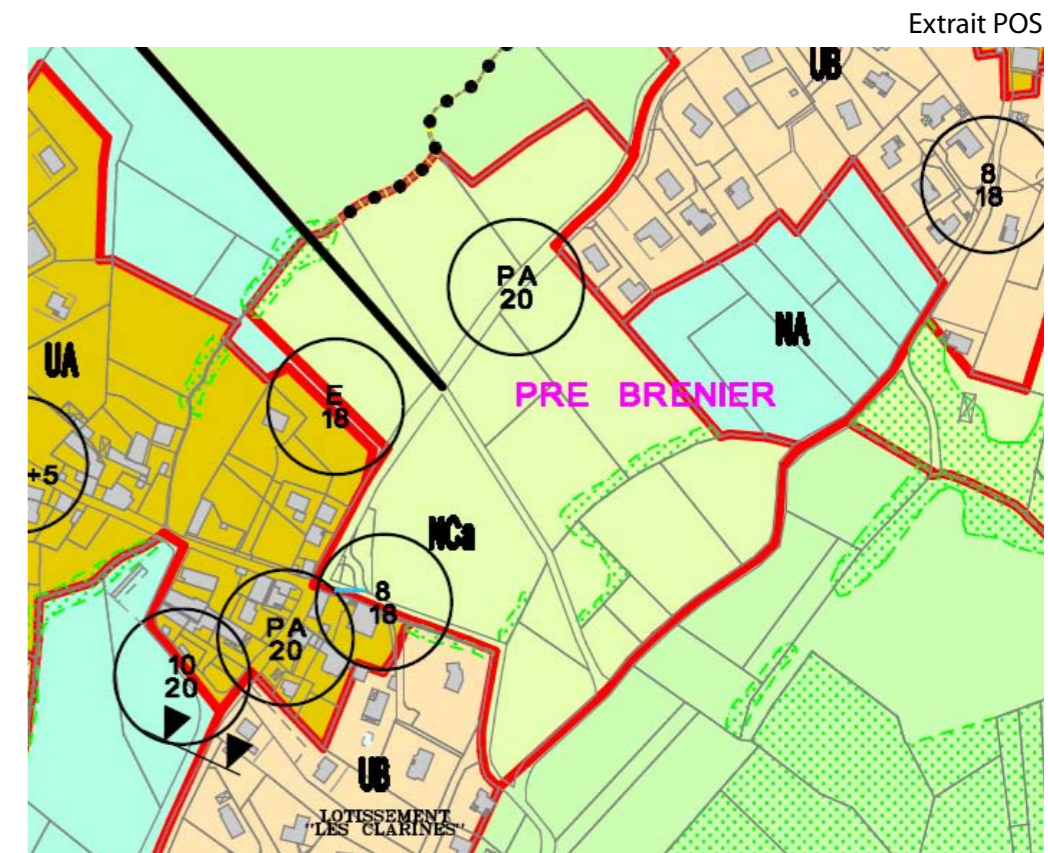 Extrait POS
UB
8
18
PA
20
NA
UA
E
18
PRE BRENIER
+5
NCa
8
18
PA
20
10
20
UB
LOTISSEMENT
"LES CLARINES"